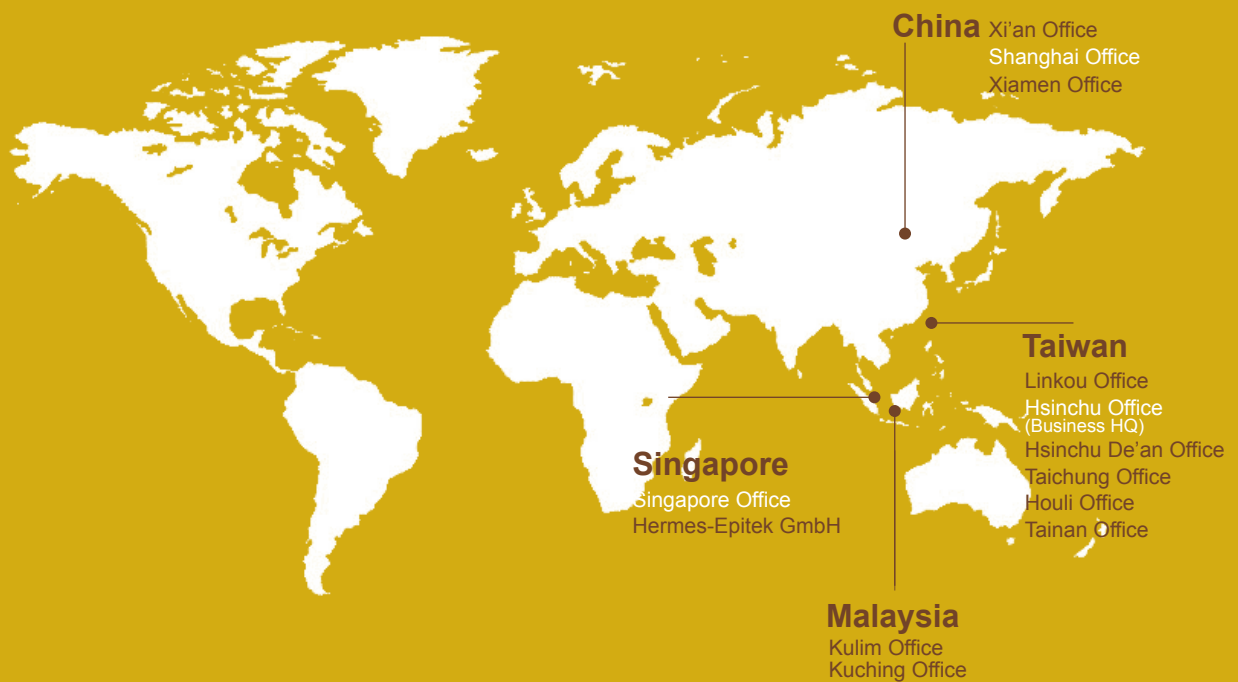 China
Xi’an Office
Shanghai Office
Xiamen Office
Taiwan
Linkou Office
Hsinchu Office
(Business HQ)
Hsinchu De’an Office
Taichung Office
Houli Office
Tainan Office
Singapore
Singapore Office
Hermes-Epitek GmbH
Malaysia
Kulim Office
Kuching Office